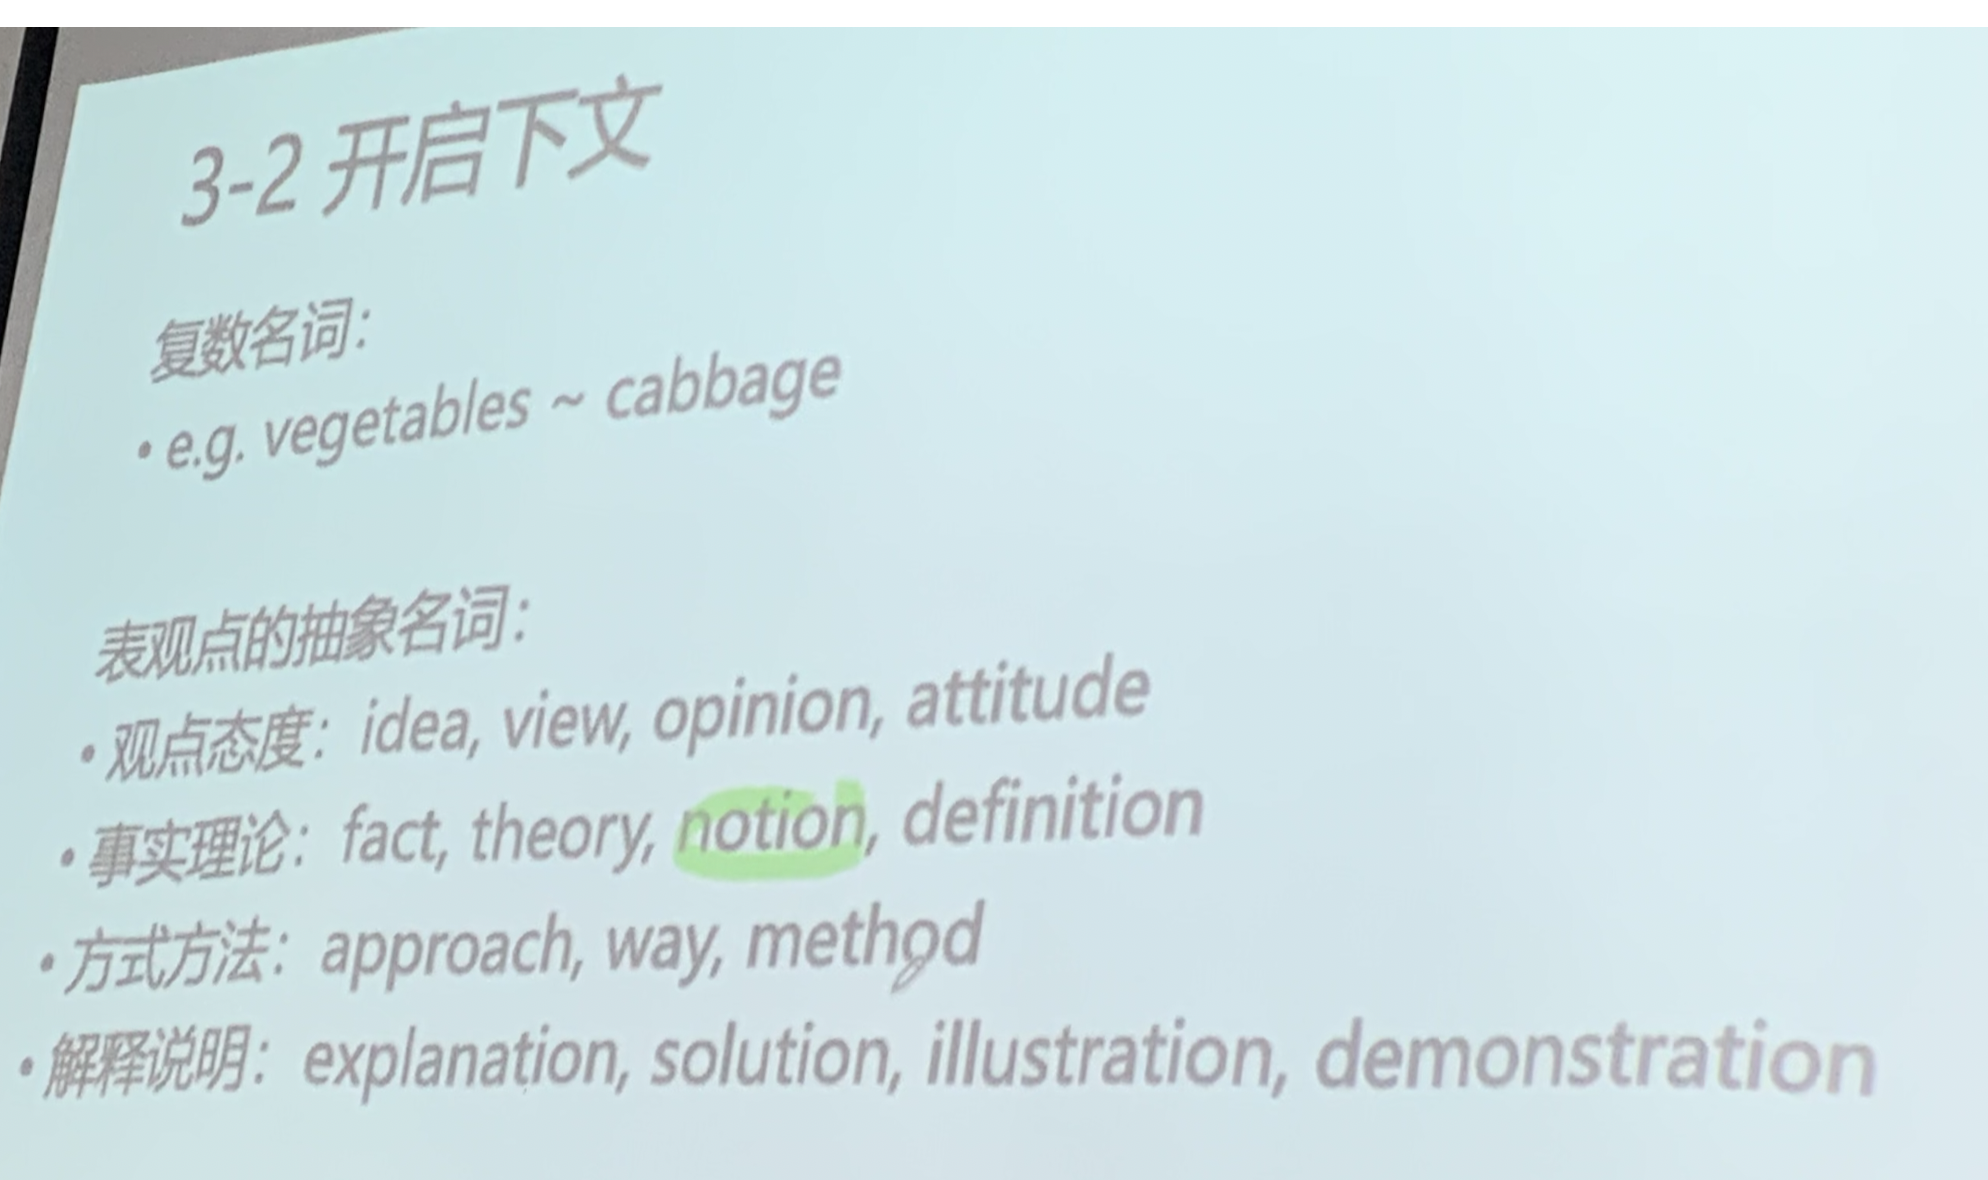 3-2 开启下文
复数名词：
• e.g. vegetables ~ cabbage
表观点的抽象名词：
• 观点态度：idea, view, opinion, attitude
• 事实理论：fact, theory, notion, definition
• 方式方法：approach, way, method
• 解释说明：explanation, solution, illustration, demonstration